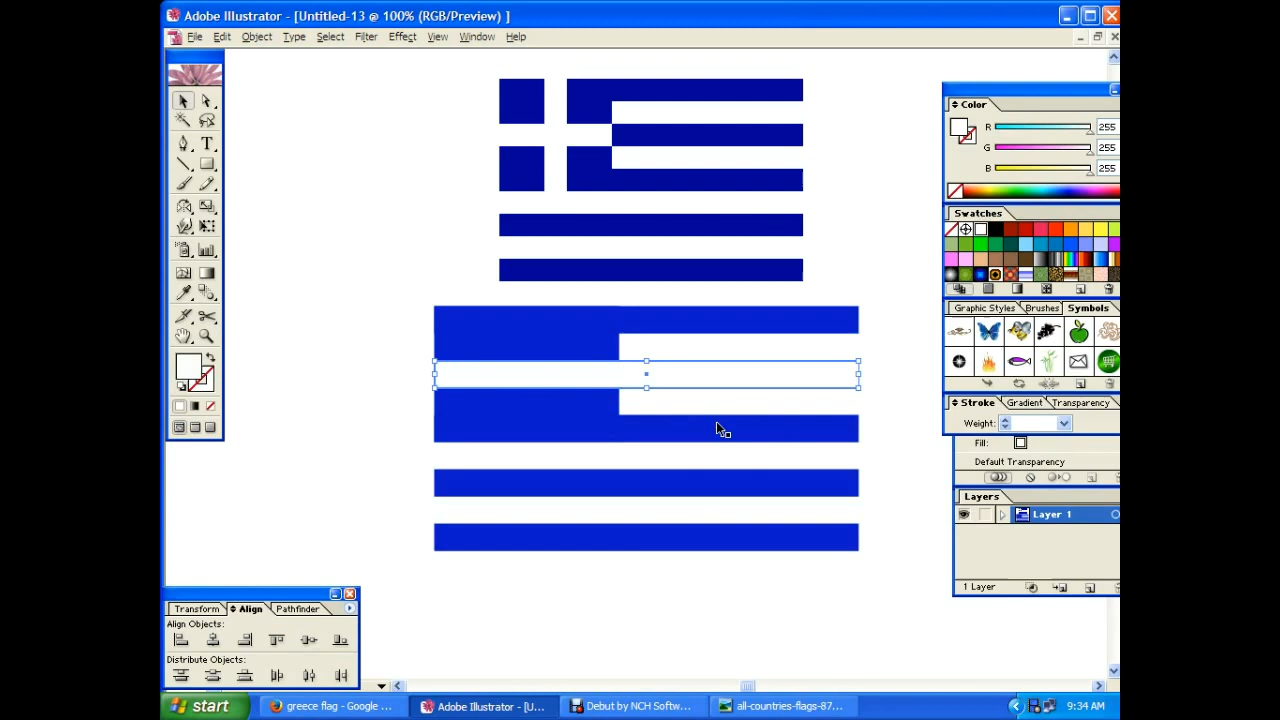 Adobe Illustrator - [Untitled-13 @ 100% (RGB/Preview) ]
File Edit Object Type Select Filter Effect View Window Help
Color
R 255
G 255
B 255
Swatches
Graphic Styles Brushes Symbols
Stroke Gradient Transparency
Weight:
Fill:
Default Transparency
Layers
Layer 1
1 Layer
Transform Align Pathfinder
Align Objects:
Distribute Objects:
start greece flag - Google ... Adobe Illustrator - [U... Debut by NCH Softw... all-countries-flags-87... 9:34 AM